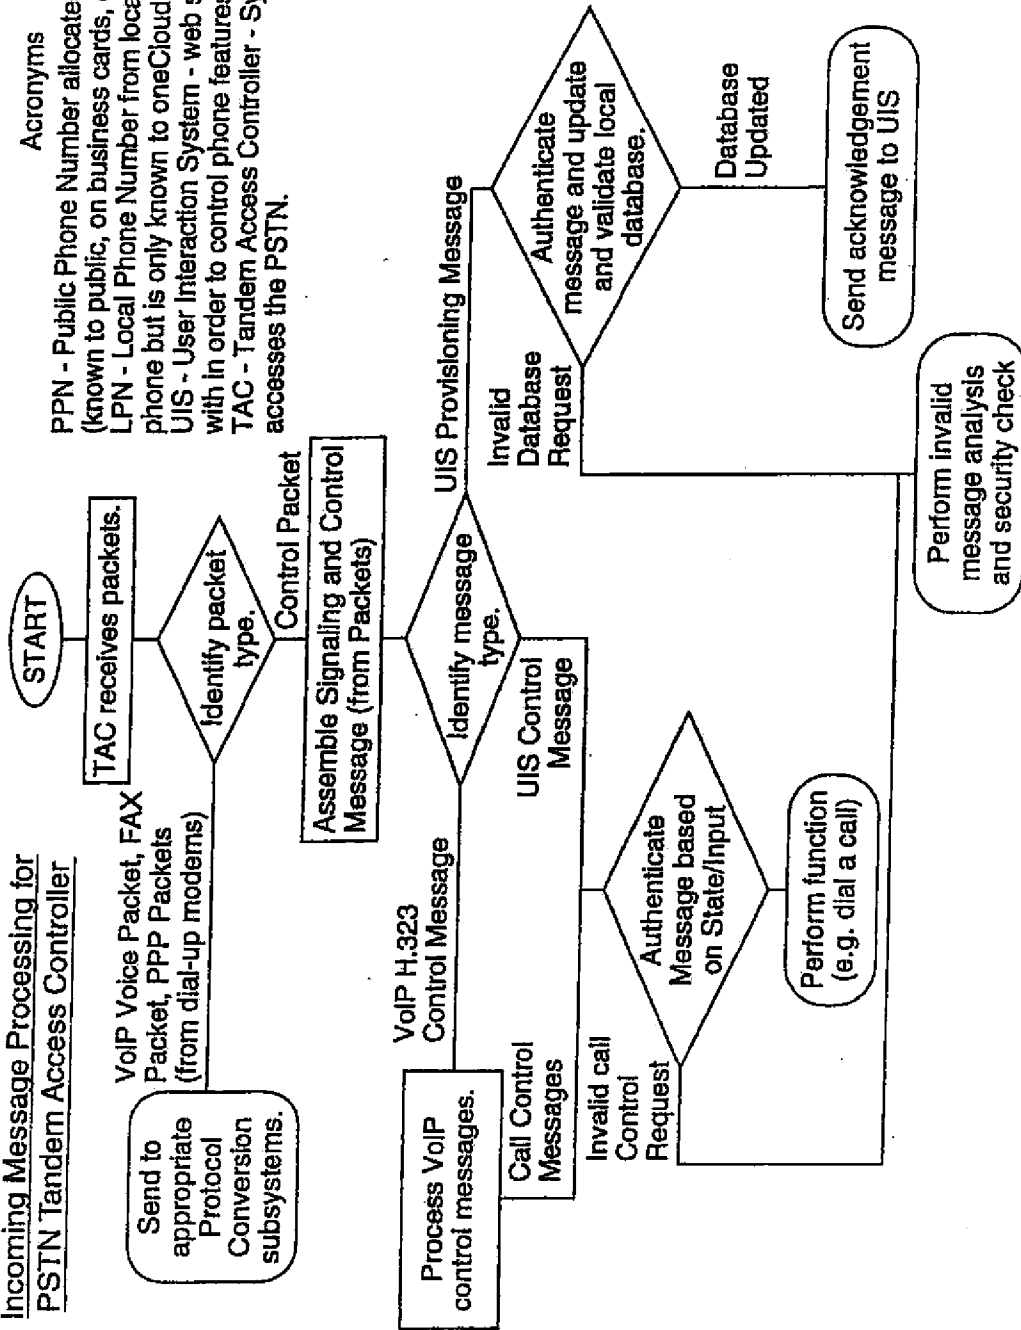 Incoming Message Processing for
PSTN Tandem Access Controller
START
TAC receives packets.
Identify packet
type.
VoIP Voice Packet, FAX
Packet, PPP Packets
(from dial-up modems)
Send to
appropriate
Protocol
Conversion
subsystems.
Control Packet
Assemble Signaling and Control
Message (from Packets)
Identify message
type.
VoIP H.323
Control Message
Process VoIP
control messages.
Call Control
Messages
UIS Control
Message
UIS Provisioning Message
Authenticate
Message based
on State/Input
Invalid call
Control
Request
Perform function
(e.g. dial a call)
Authenticate
message and update
and validate local
database.
Invalid
Database
Request
Database
Updated
Send acknowledgement
message to UIS
Perform invalid
message analysis
and security check
Acronyms
PPN - Public Phone Number allocate
(known to public, on business cards,
LPN - Local Phone Number from loca
phone but is only known to oneCloud
UIS - User Interaction System - web s
with in order to control phone features
TAC - Tandem Access Controller - Sy
accesses the PSTN.